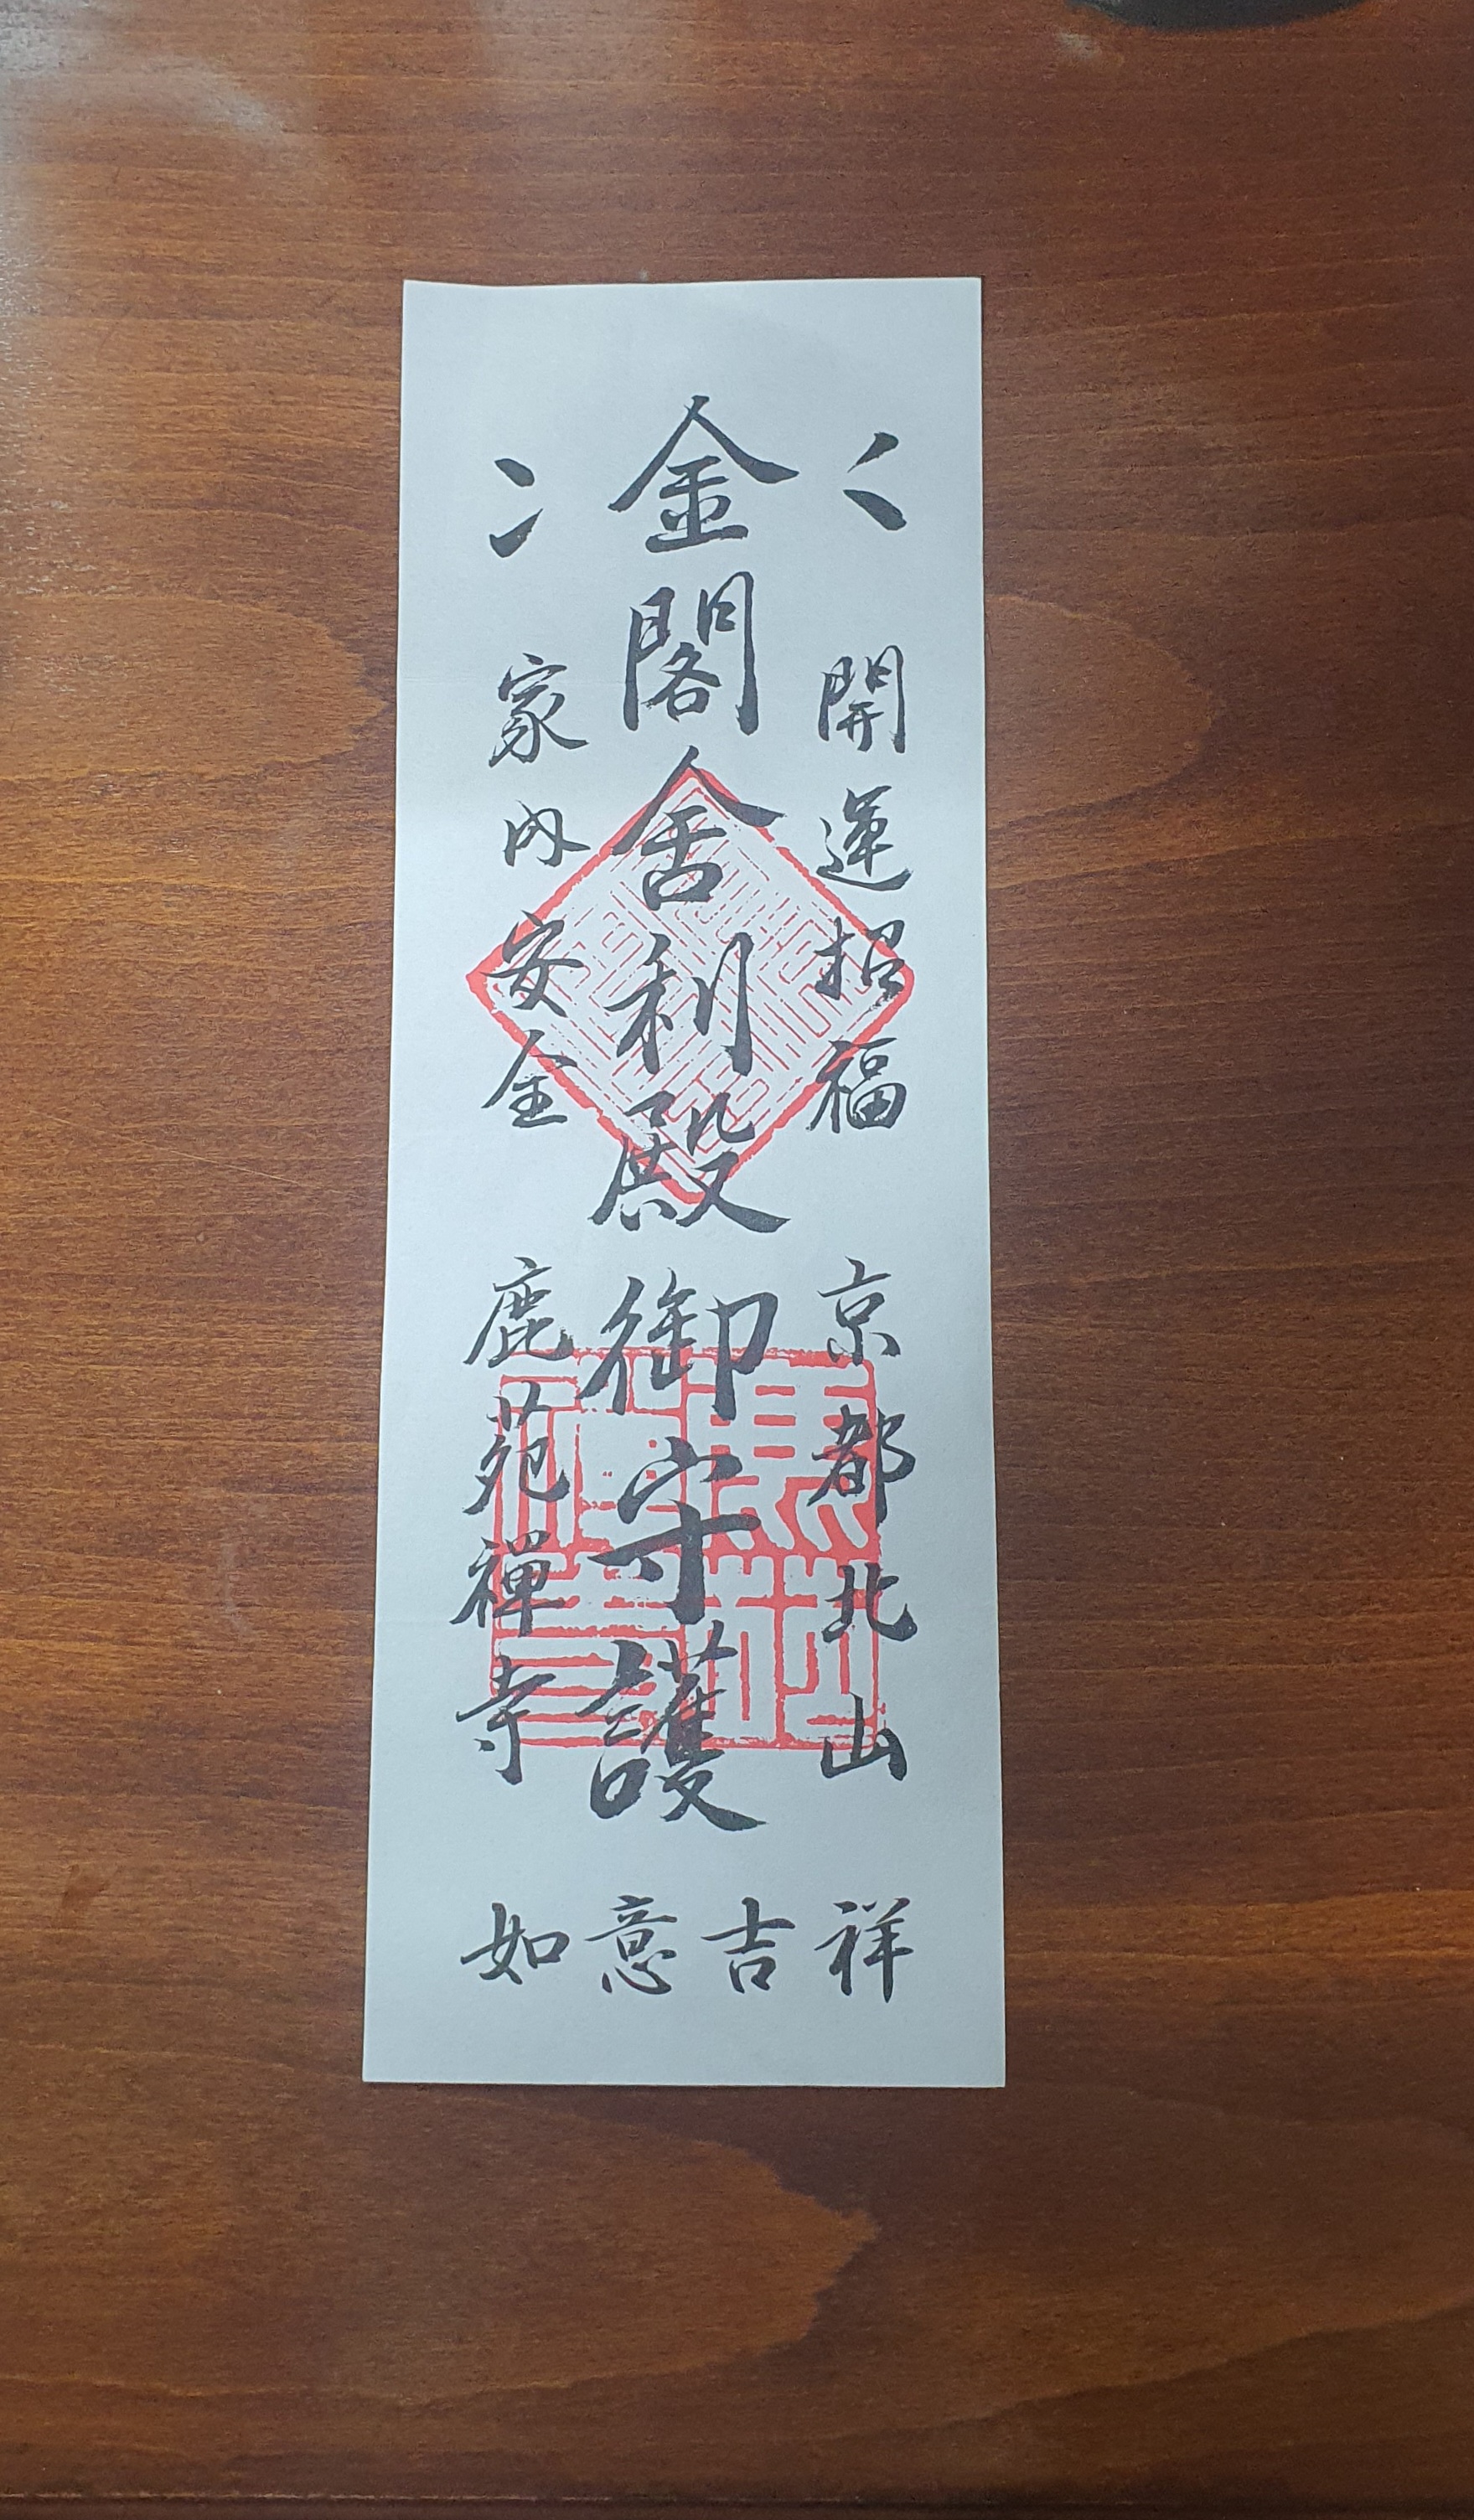 開運招福 京都北山
金閣舎利殿御守護
家内安全 鹿苑禅寺
如意吉祥